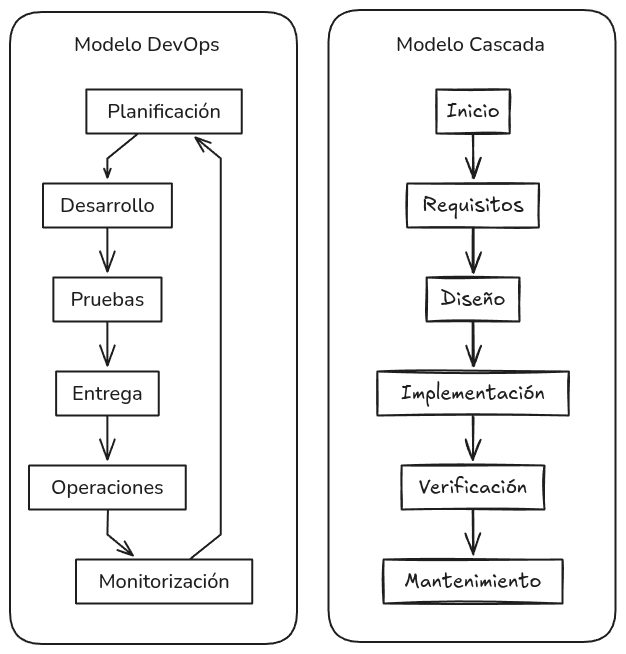 Modelo DevOps
Planificación
Desarrollo
Pruebas
Entrega
Operaciones
Monitorización
Modelo Cascada
Inicio
Requisitos
Diseño
Implementación
Verificación
Mantenimiento